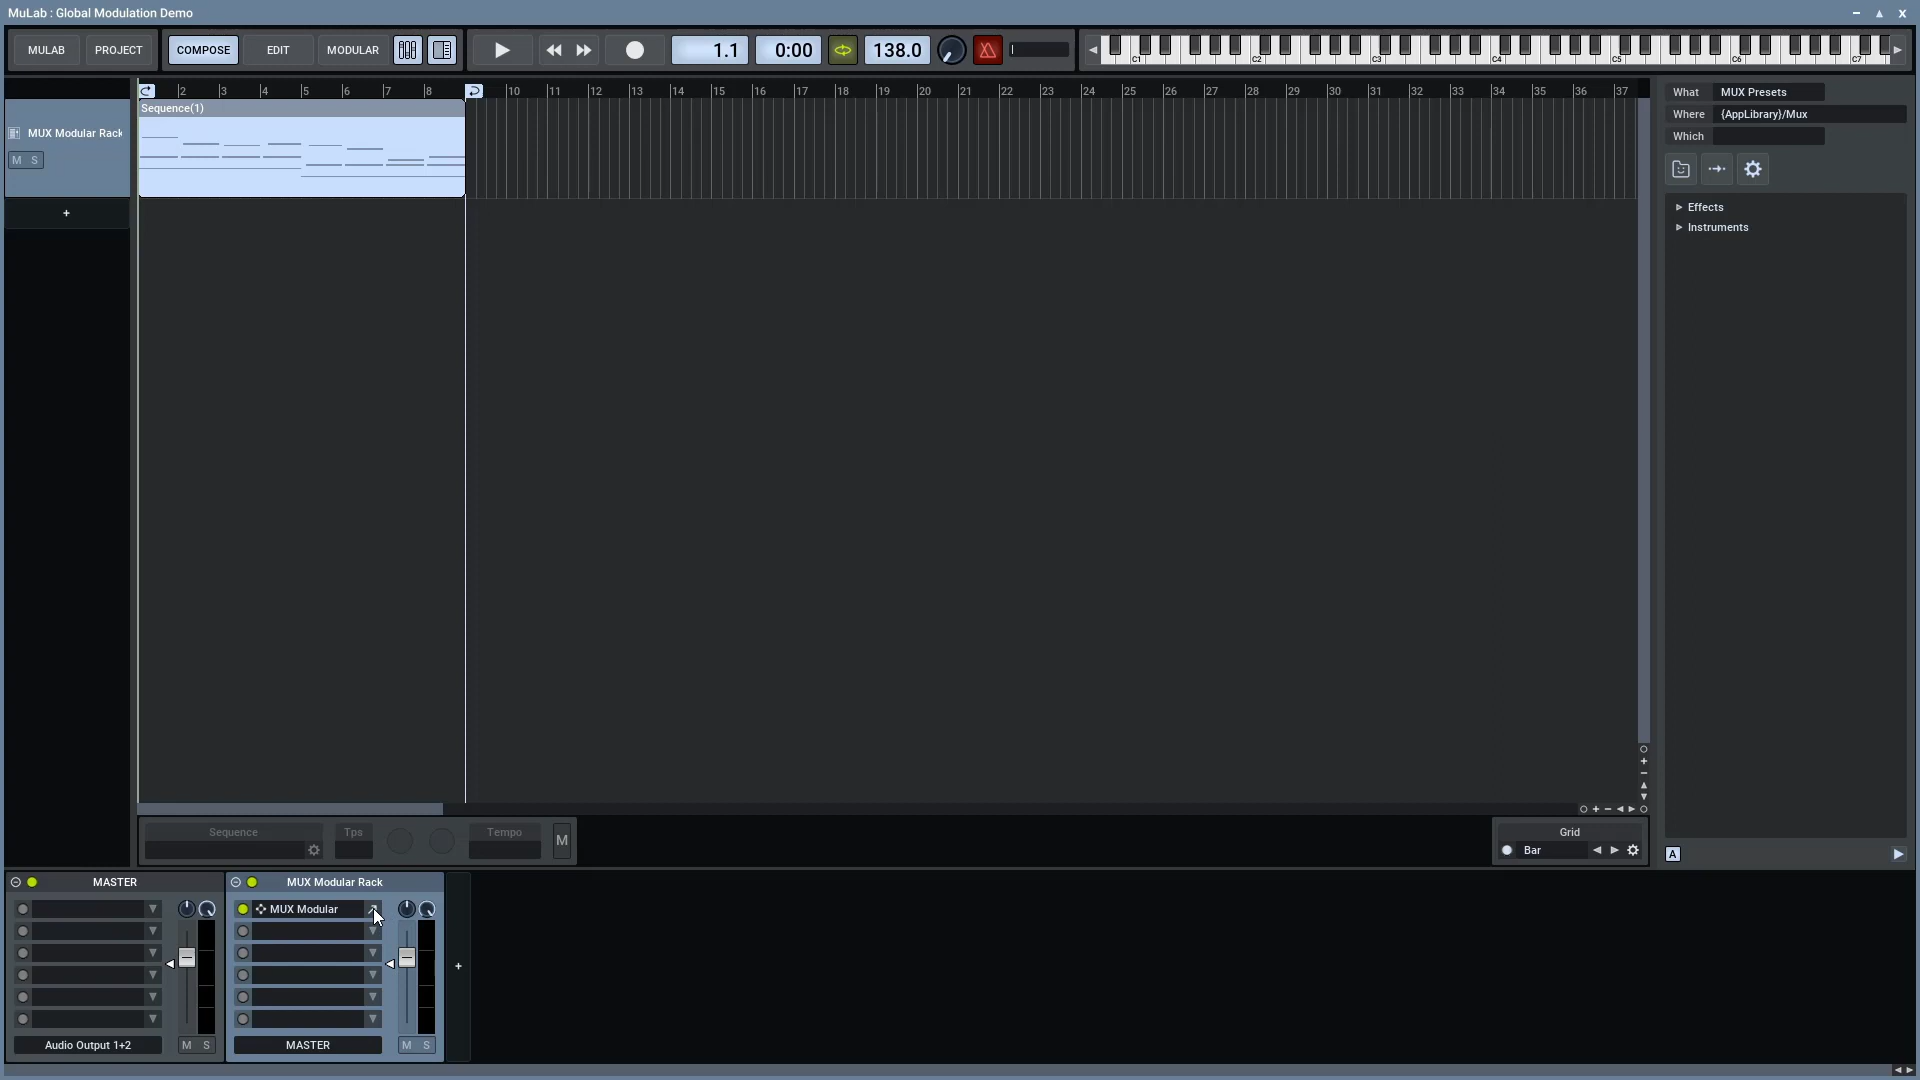 MuLab : Global Modulation Demo
MULAB PROJECT COMPOSE EDIT MODULAR 1.1 0:00 138.0 C1 C2 C3 C4 C5 C6 C7
2 3 4 5 6 7 8 10 11 12 13 14 15 16 17 18 19 20 21 22 23 24 25 26 27 28 29 30 31 32 33 34 35 36 37
Sequence(1)
MUX Modular Rack
M S
+
What MUX Presets
Where {AppLibrary}/Mux
Which
Effects
Instruments
Sequence Tps Tempo M
Grid
Bar
A
MASTER
Audio Output 1+2
M S
MUX Modular Rack
MUX Modular
MASTER
M S
+